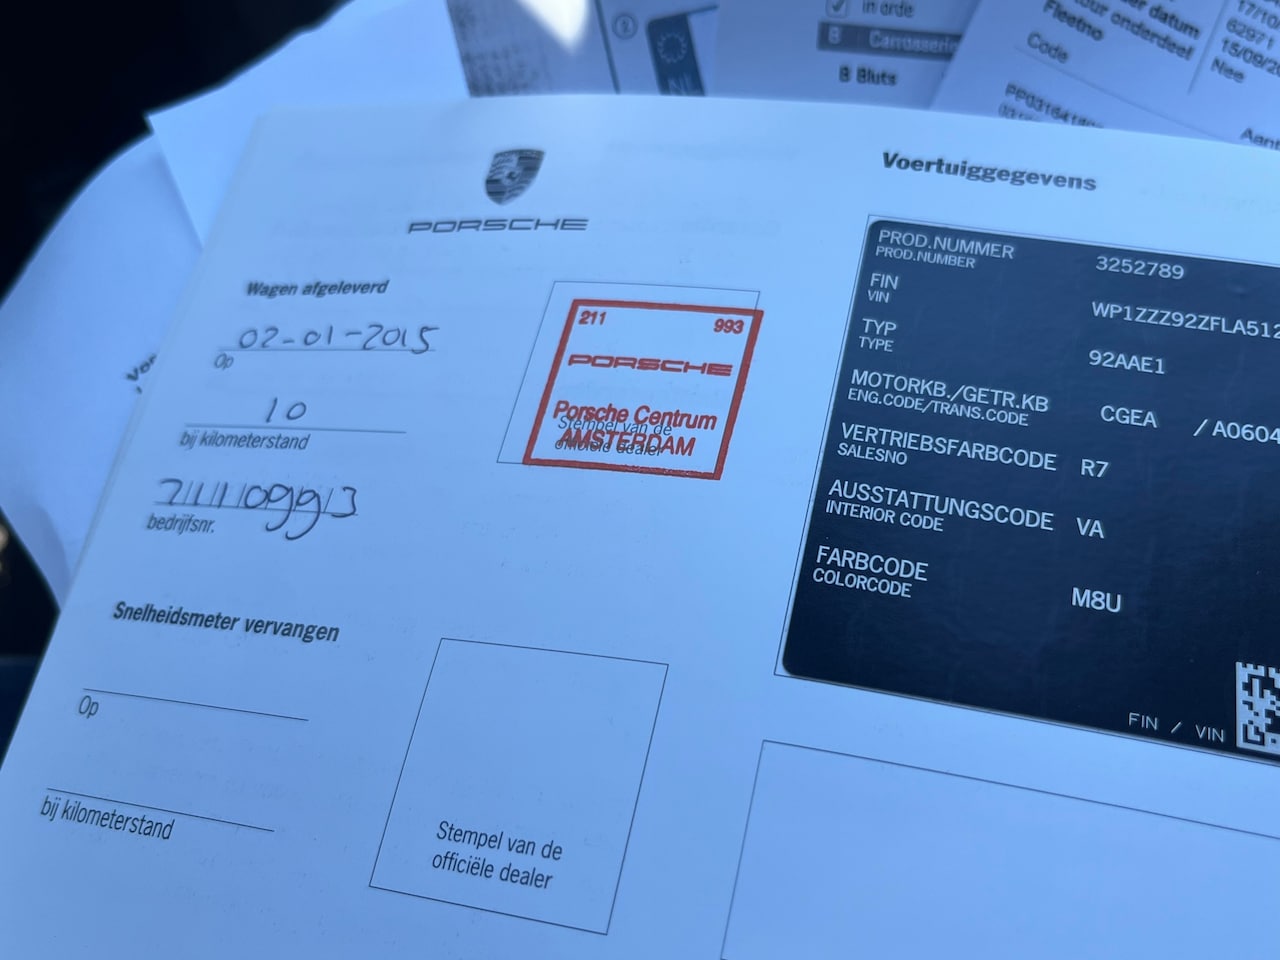 in orde
B Carrosserie
B Bluts
NL
datum
onderdeel
Fleetno
Code
17/10/
62971
15/09/20
Nee
PORSCHE
Wagen afgeleverd
02-01-2015
Op
10
bij kilometerstand
bedrijfsnr.
211 993
PORSCHE
Porsche Centrum
AMSTERDAM
Stempel van de
officiële dealer
Snelheidsmeter vervangen
Op
bij kilometerstand
Stempel van de
officiële dealer
Voertuiggegevens
PROD.NUMMER 3252789
PROD.NUMBER
FIN WP1ZZZ92ZFLA512
VIN
TYP 92AAE1
TYPE
MOTORKB./GETR.KB CGEA / A0604
ENG.CODE/TRANS.CODE
VERTRIEBSFARBCODE R7
SALESNO
AUSSTATTUNGSCODE VA
INTERIOR CODE
FARBCODE M8U
COLORCODE
FIN / VIN